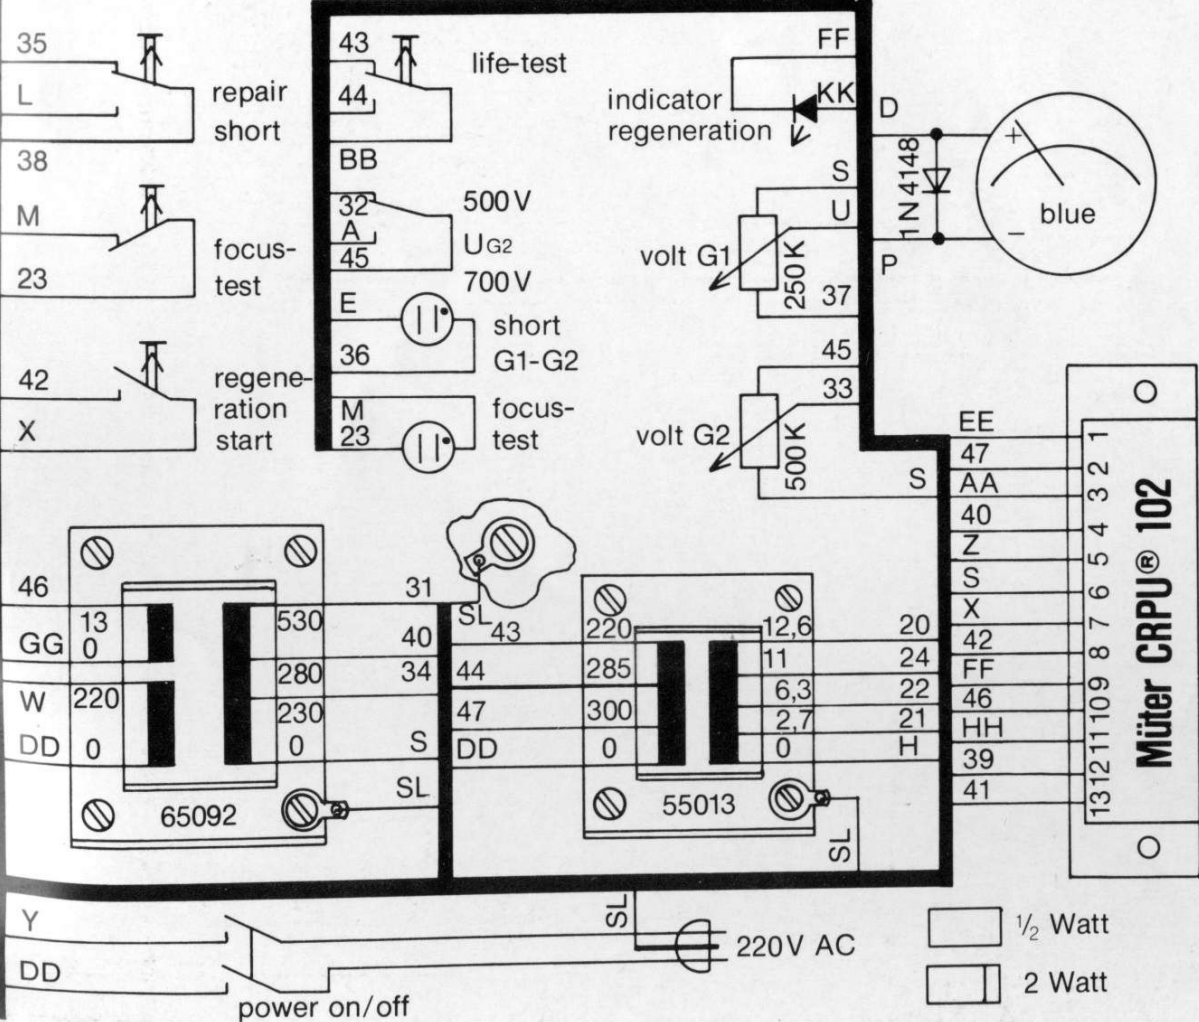 35
L
38
repair
short
M
23
focus-
test
42
X
regene-
ration
start
43
44
BB
life-test
32
A
45
500V
UG2
700V
E
36
short
G1-G2
M
23
focus-
test
FF
KK
indicator
regeneration
S
U
37
volt G1
250K
45
33
volt G2
500K
S
D
P
1N4148
+
−
blue
EE
47
AA
40
Z
S
X
42
FF
46
HH
39
41
1
2
3
4
5
6
7
8
9
10
11
12
13
Müter CRPU® 102
46
GG
W
DD
13
0
220
0
530
280
230
0
65092
31
40
34
S
SL
SL
43
44
47
DD
220
285
300
0
12,6
11
6,3
2,7
0
55013
20
24
22
21
H
SL
Y
DD
power on/off
SL
220V AC
½ Watt
2 Watt